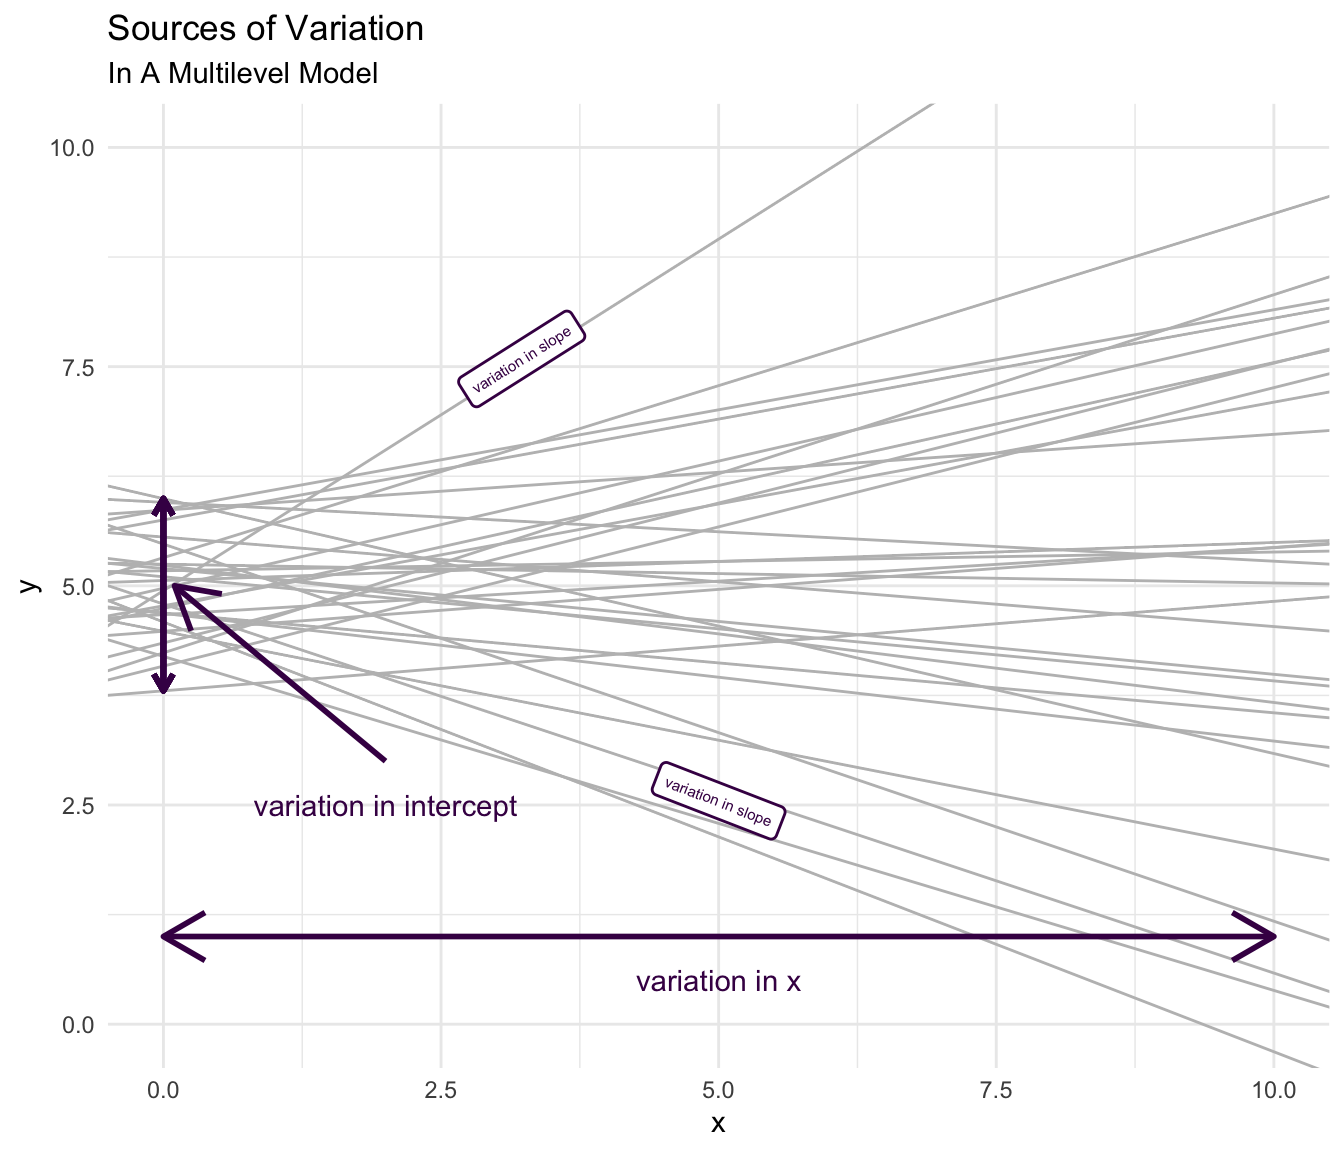 Sources of Variation
In A Multilevel Model
10.0
7.5
5.0
2.5
0.0
y
variation in slope
variation in slope
variation in intercept
variation in x
0.0
2.5
5.0
7.5
10.0
x